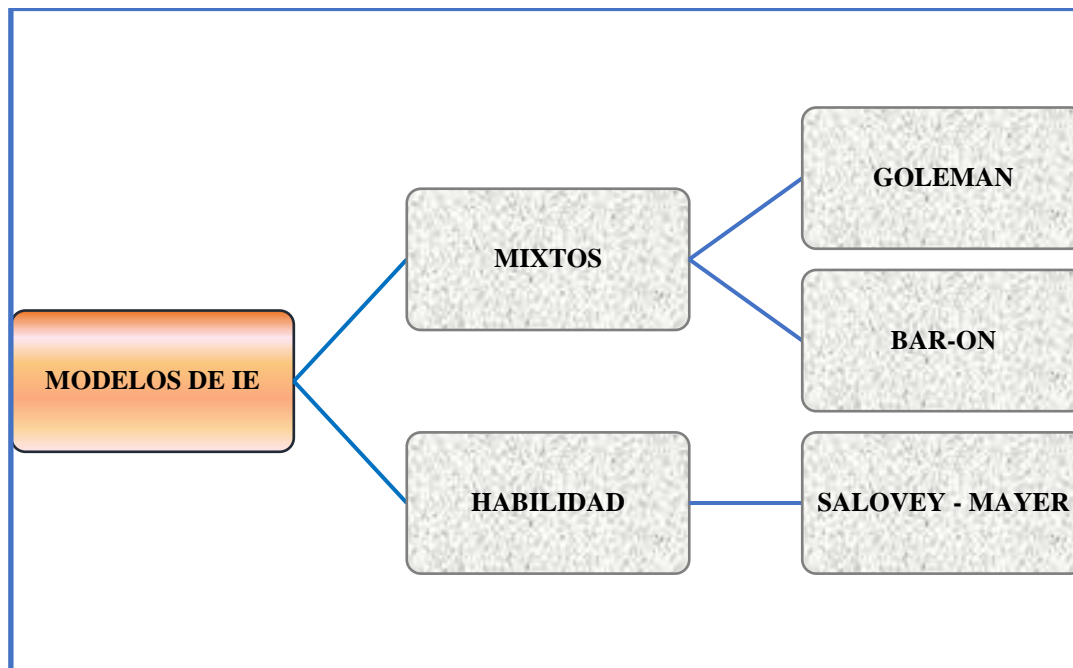 MODELOS DE IE
MIXTOS
GOLEMAN
BAR-ON
HABILIDAD
SALOVEY - MAYER